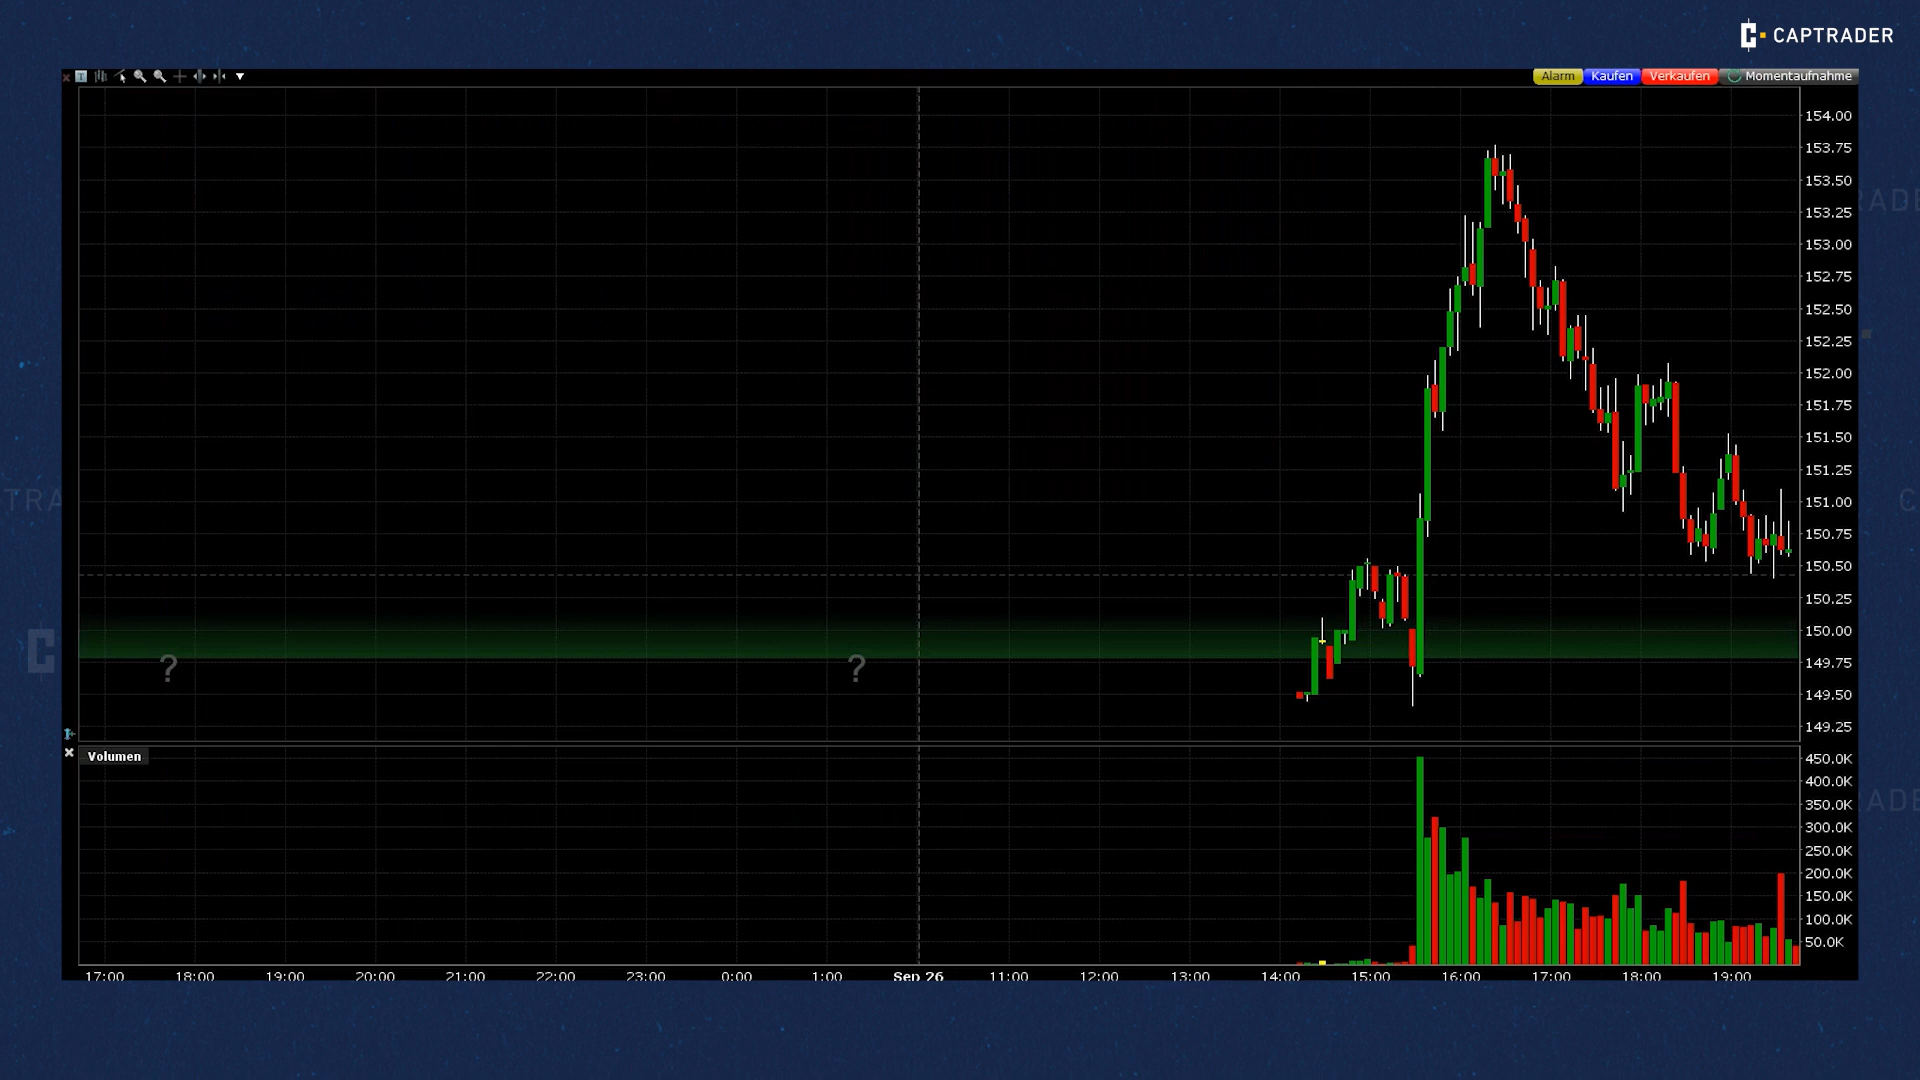 CAPTRADER
T
Alarm
Kaufen
Verkaufen
Momentaufnahme
154.00
153.75
153.50
153.25
153.00
152.75
152.50
152.25
152.00
151.75
151.50
151.25
151.00
150.75
150.50
150.25
150.00
149.75
149.50
149.25
?
?
Volumen
450.0K
400.0K
350.0K
300.0K
250.0K
200.0K
150.0K
100.0K
50.0K
17:00 18:00 19:00 20:00 21:00 22:00 23:00 0:00 1:00 Sep 26 11:00 12:00 13:00 14:00 15:00 16:00 17:00 18:00 19:00